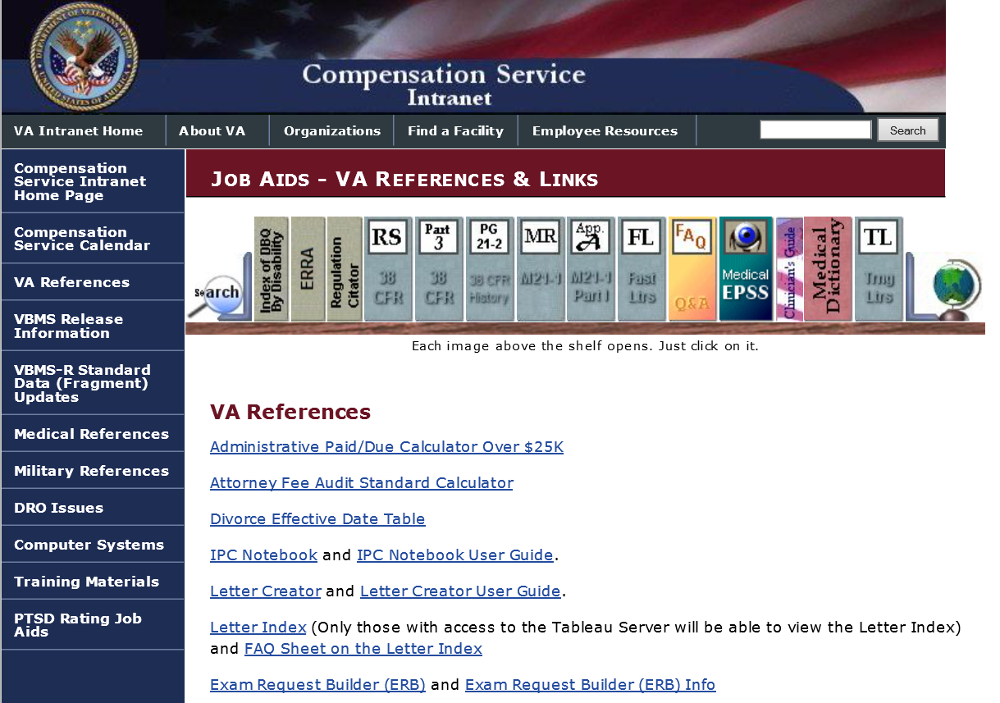 DEPARTMENT OF VETERANS AFFAIRS
UNITED STATES OF AMERICA
Compensation Service
Intranet
VA Intranet Home
About VA
Organizations
Find a Facility
Employee Resources
Search
Compensation
Service Intranet
Home Page
Compensation
Service Calendar
VA References
VBMS Release
Information
VBMS-R Standard
Data (Fragment)
Updates
Medical References
Military References
DRO Issues
Computer Systems
Training Materials
PTSD Rating Job
Aids
JOB AIDS - VA REFERENCES & LINKS
Search
Index of DBQ
By Disability
ERRA
Regulation
Citator
RS
38
CFR
Part
3
38
CFR
PG
21-2
38 CFR
History
MR
M21-1
App.
A
M21-1
Part I
FL
Fast
Ltrs
FAQ
Q&A
Medical
EPSS
Clinician's Guide
Medical
Dictionary
TL
Trng
Ltrs
Each image above the shelf opens. Just click on it.
VA References
Administrative Paid/Due Calculator Over $25K
Attorney Fee Audit Standard Calculator
Divorce Effective Date Table
IPC Notebook and IPC Notebook User Guide.
Letter Creator and Letter Creator User Guide.
Letter Index (Only those with access to the Tableau Server will be able to view the Letter Index)
and FAQ Sheet on the Letter Index
Exam Request Builder (ERB) and Exam Request Builder (ERB) Info